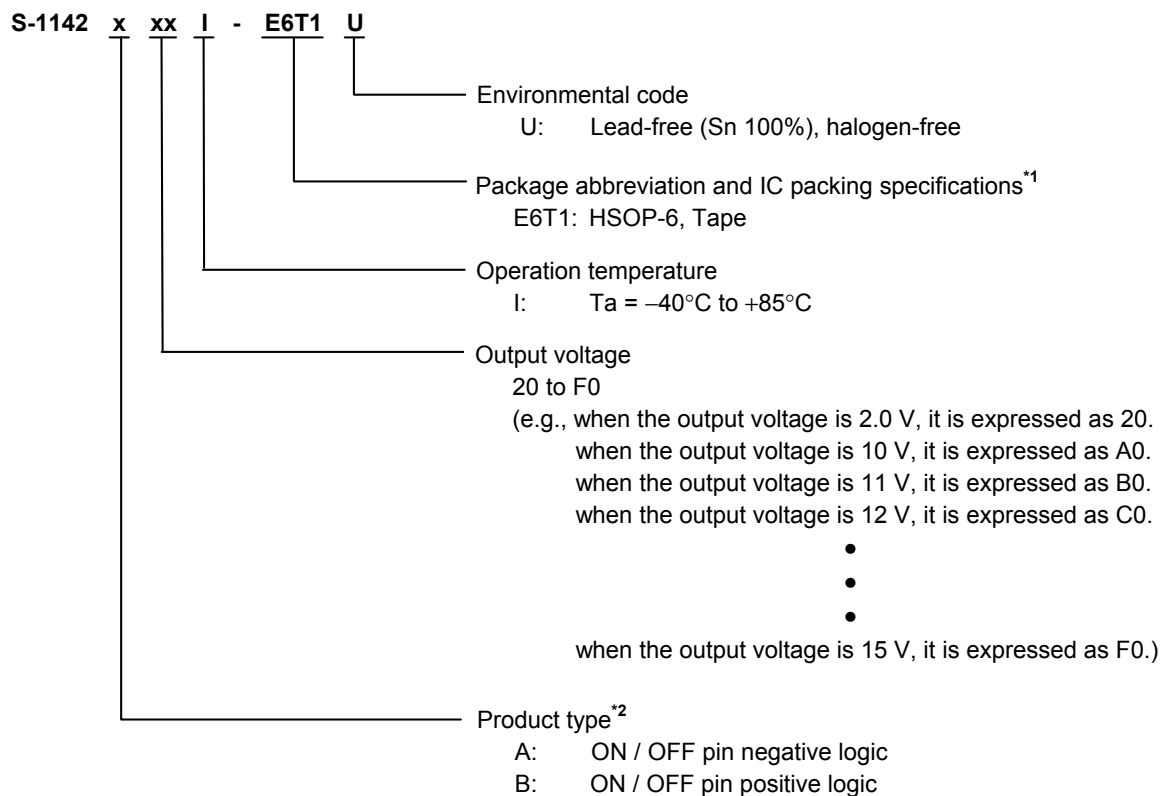 S-1142 x xx I - E6T1 U
Environmental code
U: Lead-free (Sn 100%), halogen-free
Package abbreviation and IC packing specifications*1
E6T1: HSOP-6, Tape
Operation temperature
I: Ta = −40°C to +85°C
Output voltage
20 to F0
(e.g., when the output voltage is 2.0 V, it is expressed as 20.
when the output voltage is 10 V, it is expressed as A0.
when the output voltage is 11 V, it is expressed as B0.
when the output voltage is 12 V, it is expressed as C0.
•
•
•
when the output voltage is 15 V, it is expressed as F0.)
Product type*2
A: ON / OFF pin negative logic
B: ON / OFF pin positive logic